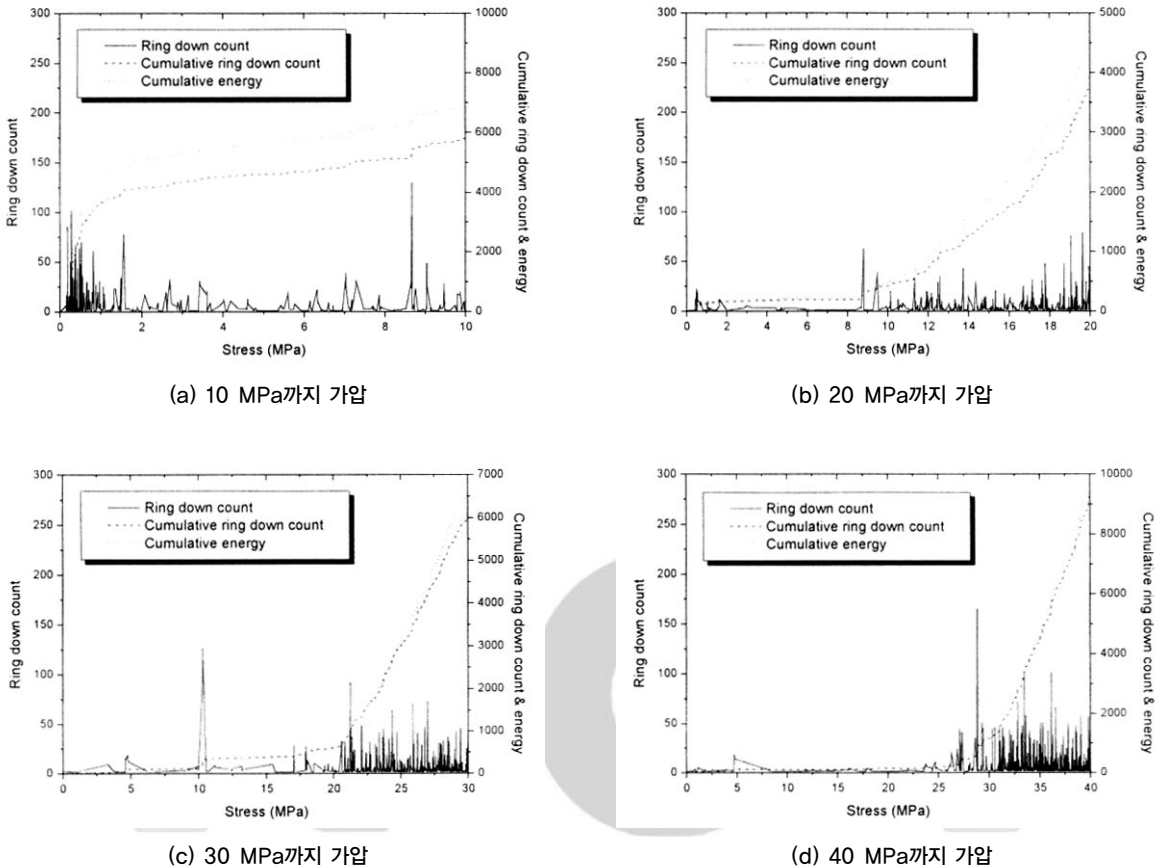 Ring down count
Cumulative ring down count
Cumulative energy
300
250
200
150
100
50
0
Ring down count
10000
8000
6000
4000
2000
0
Cumulative ring down count & energy
0 2 4 6 8 10
Stress (MPa)
(a) 10 MPa까지 가압
Ring down count
Cumulative ring down count
Cumulative energy
300
250
200
150
100
50
0
Ring down count
5000
4000
3000
2000
1000
0
Cumulative ring down count & energy
0 2 4 6 8 10 12 14 16 18 20
Stress (MPa)
(b) 20 MPa까지 가압
Ring down count
Cumulative ring down count
Cumulative energy
300
250
200
150
100
50
0
Ring down count
7000
6000
5000
4000
3000
2000
1000
0
Cumulative ring down count & energy
0 5 10 15 20 25 30
Stress (MPa)
(c) 30 MPa까지 가압
Ring down count
Cumulative ring down count
Cumulative energy
300
250
200
150
100
50
0
Ring down count
10000
8000
6000
4000
2000
0
Cumulative ring down count & energy
0 5 10 15 20 25 30 35 40
Stress (MPa)
(d) 40 MPa까지 가압